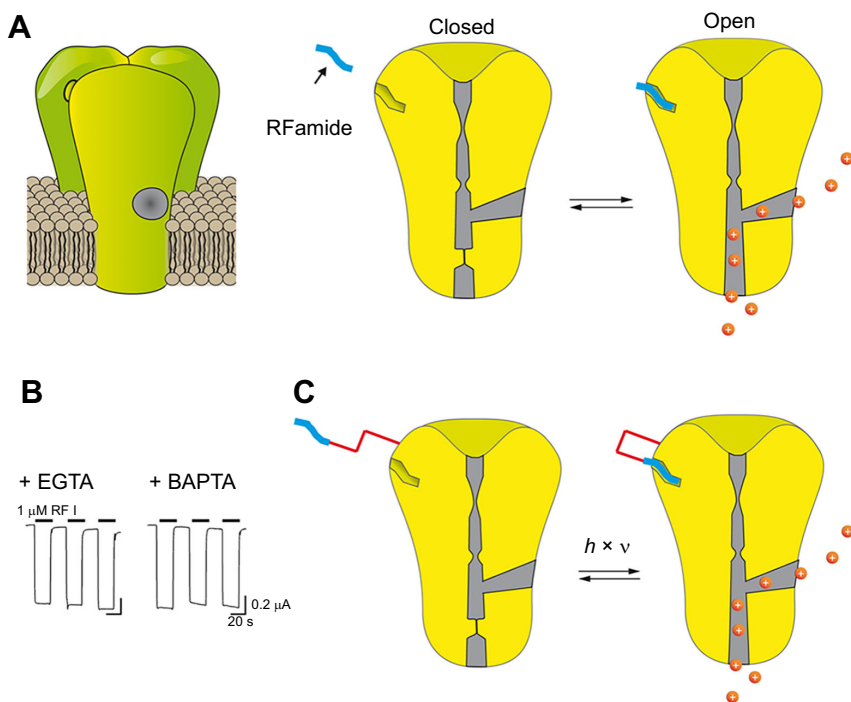 A
Closed
Open
RFamide
B
+ EGTA
+ BAPTA
1 μM RF I
0.2 μA
20 s
C
h × ν